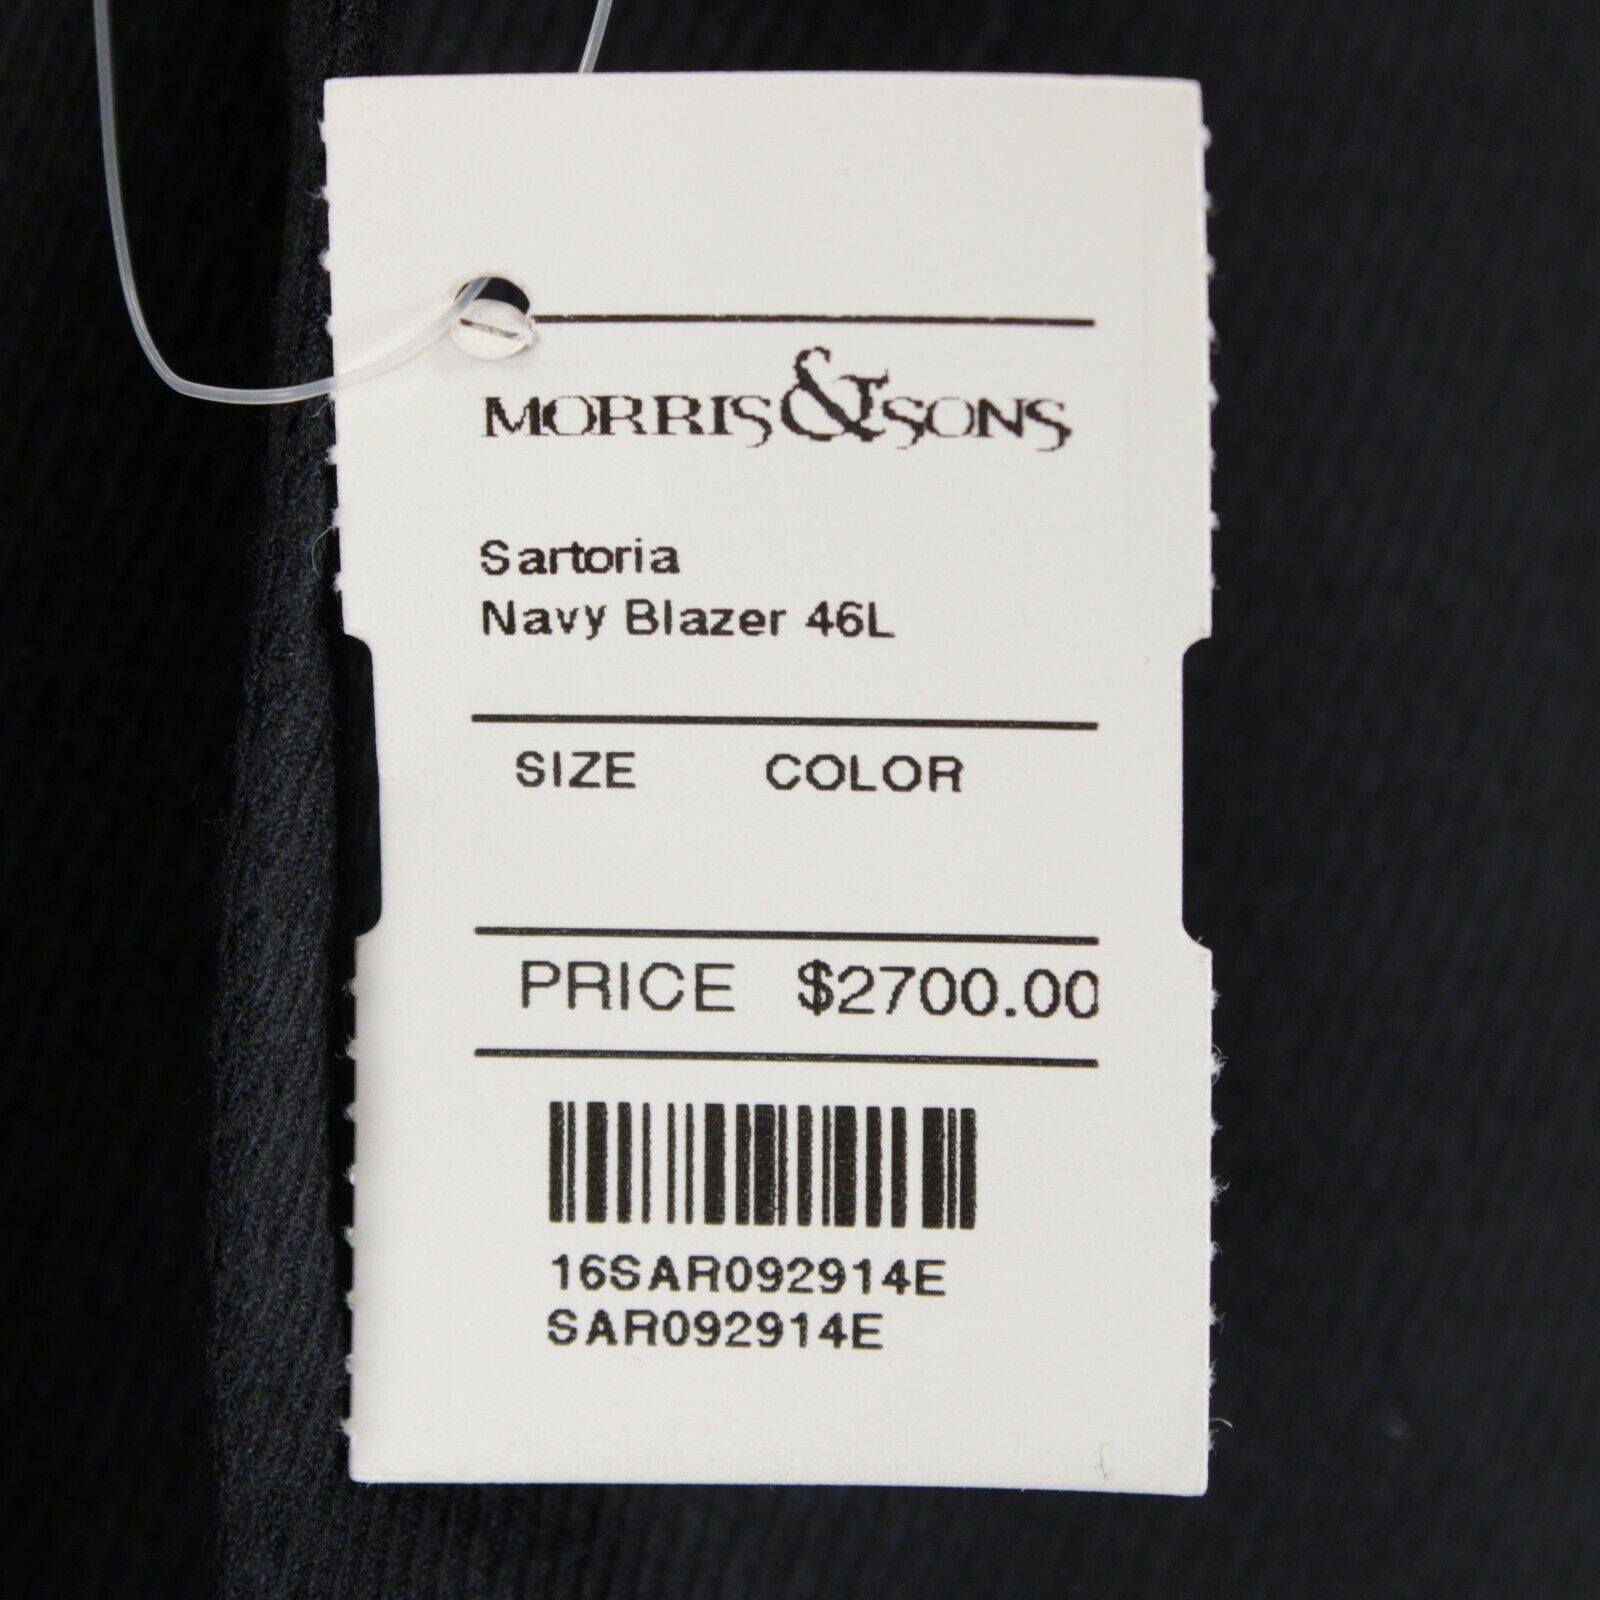 MORRIS&SONS
Sartoria
Navy Blazer 46L
SIZE COLOR
PRICE $2700.00
16SAR092914E
SAR092914E